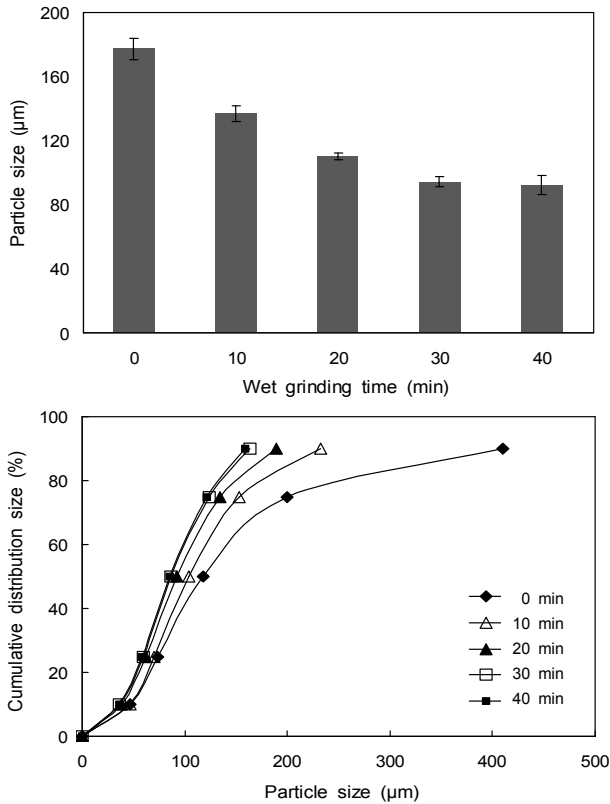 200
160
120
80
40
0
Particle size (μm)
0 10 20 30 40
Wet grinding time (min)
100
80
60
40
20
0
Cumulative distribution size (%)
0 min
10 min
20 min
30 min
40 min
0 100 200 300 400 500
Particle size (μm)